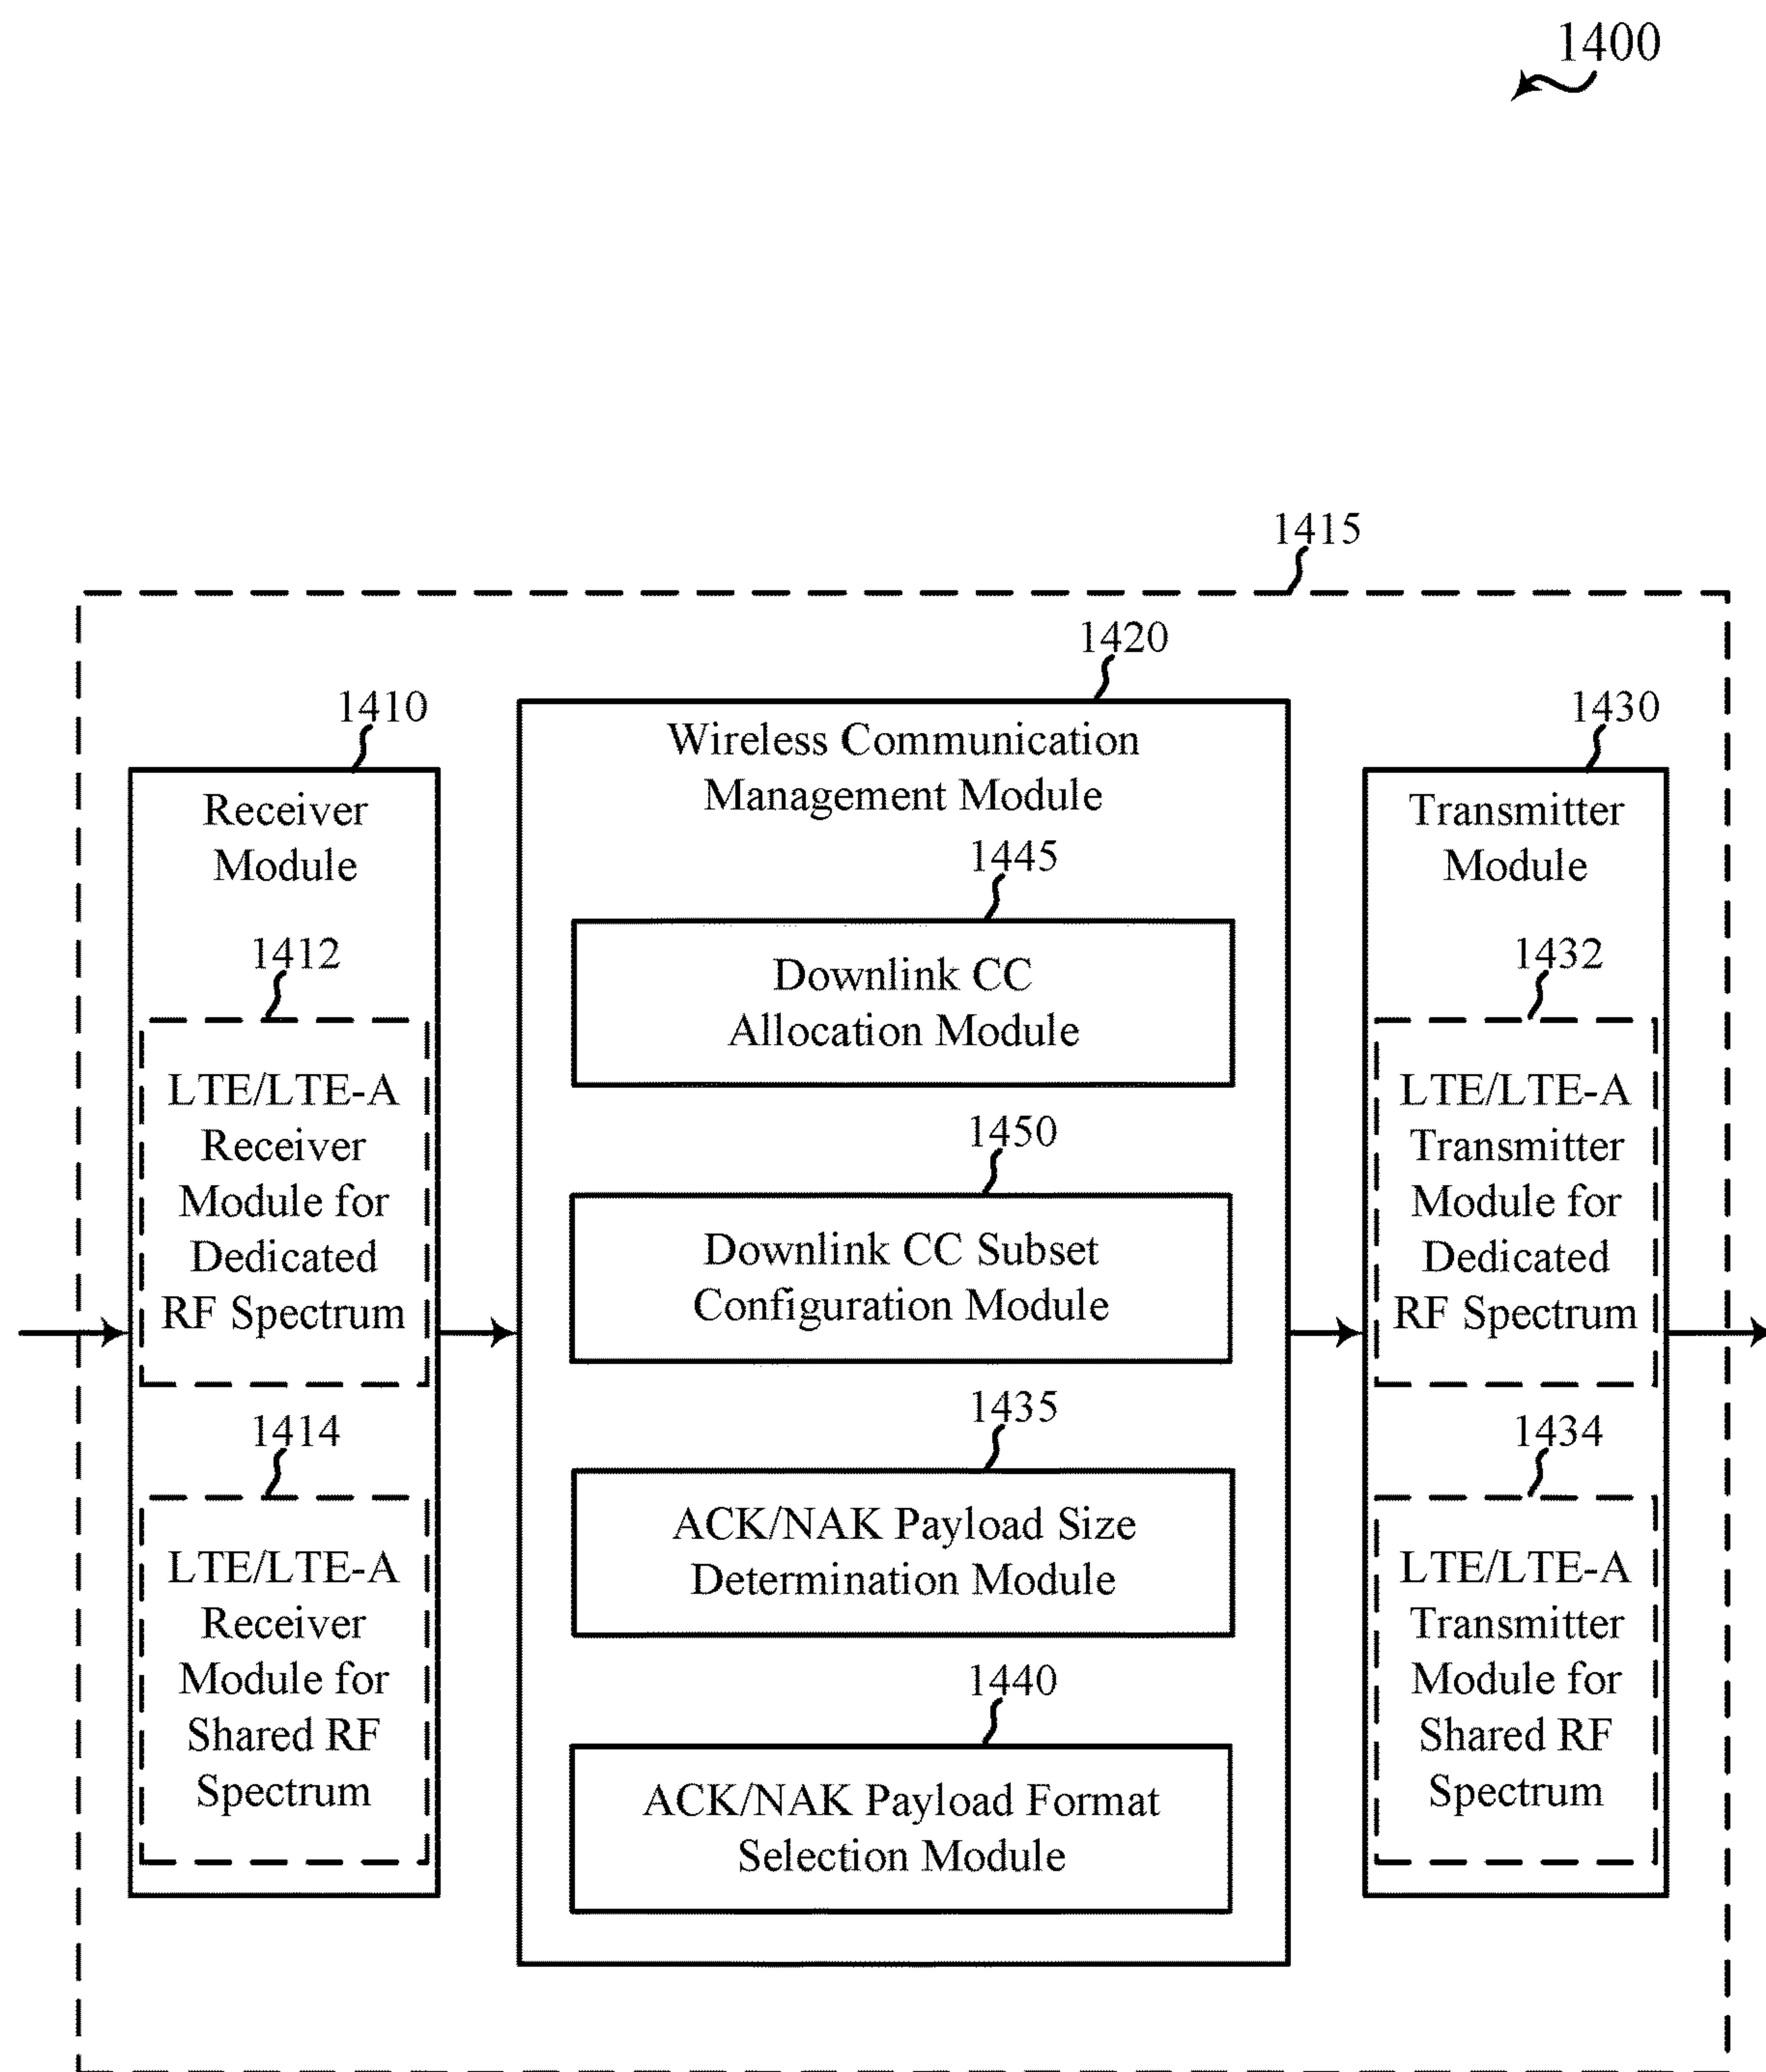 1400
1415
1420
1410
1430
Wireless Communication
Management Module
Receiver
Module
Transmitter
Module
1445
1412
1432
Downlink CC
Allocation Module
LTE/LTE-A
Receiver
Module for
Dedicated
RF Spectrum
1450
Downlink CC Subset
Configuration Module
LTE/LTE-A
Transmitter
Module for
Dedicated
RF Spectrum
1435
1414
1434
ACK/NAK Payload Size
Determination Module
LTE/LTE-A
Receiver
Module for
Shared RF
Spectrum
1440
ACK/NAK Payload Format
Selection Module
LTE/LTE-A
Transmitter
Module for
Shared RF
Spectrum